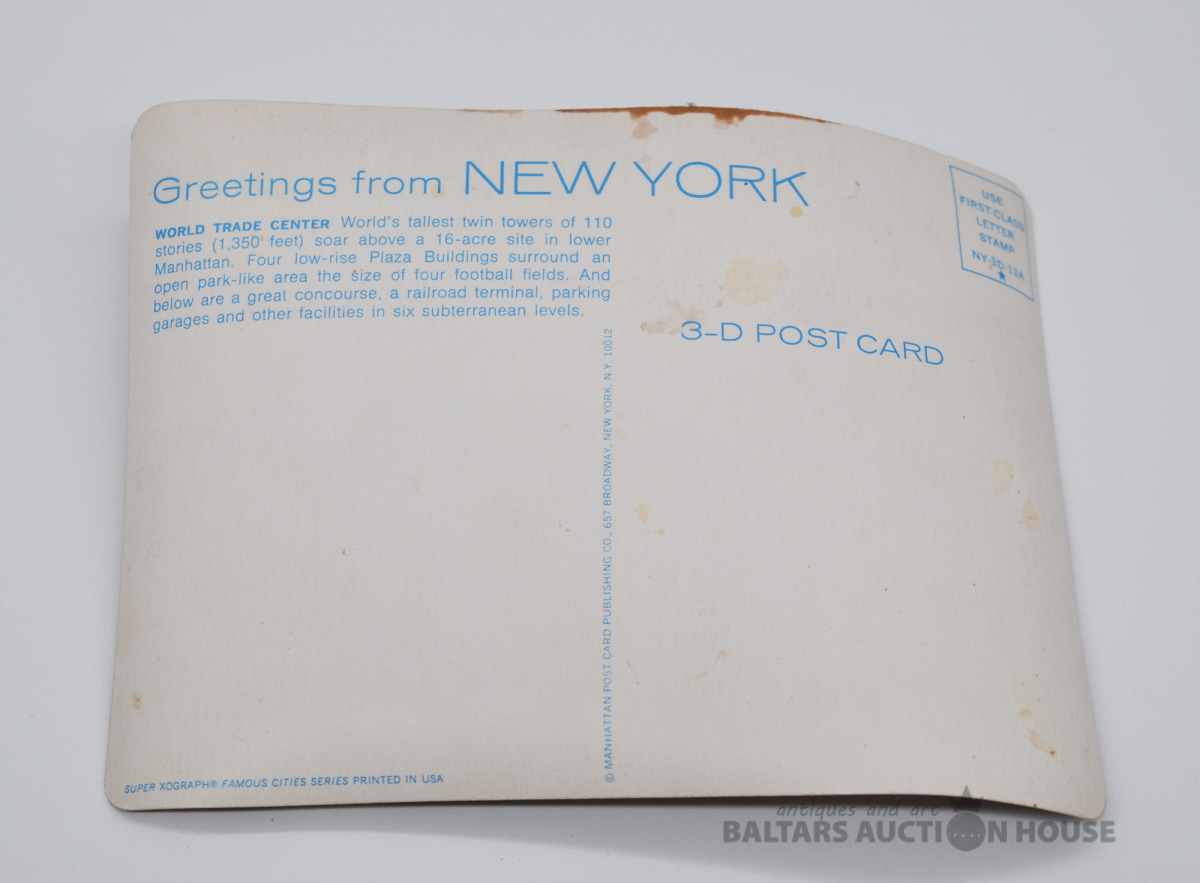 Greetings from NEW YORK
WORLD TRADE CENTER World's tallest twin towers of 110
stories (1,350 feet) soar above a 16-acre site in lower
Manhattan. Four low-rise Plaza Buildings surround an
open park-like area the size of four football fields. And
below are a great concourse, a railroad terminal, parking
garages and other facilities in six subterranean levels.
USE
FIRST-CLASS
LETTER
STAMP
NY-3D-13A
3-D POST CARD
© MANHATTAN POST CARD PUBLISHING CO., 657 BROADWAY, NEW YORK, N.Y. 10012
SUPER XOGRAPH® FAMOUS CITIES SERIES PRINTED IN USA
antiques and art
BALTARS AUCTION HOUSE